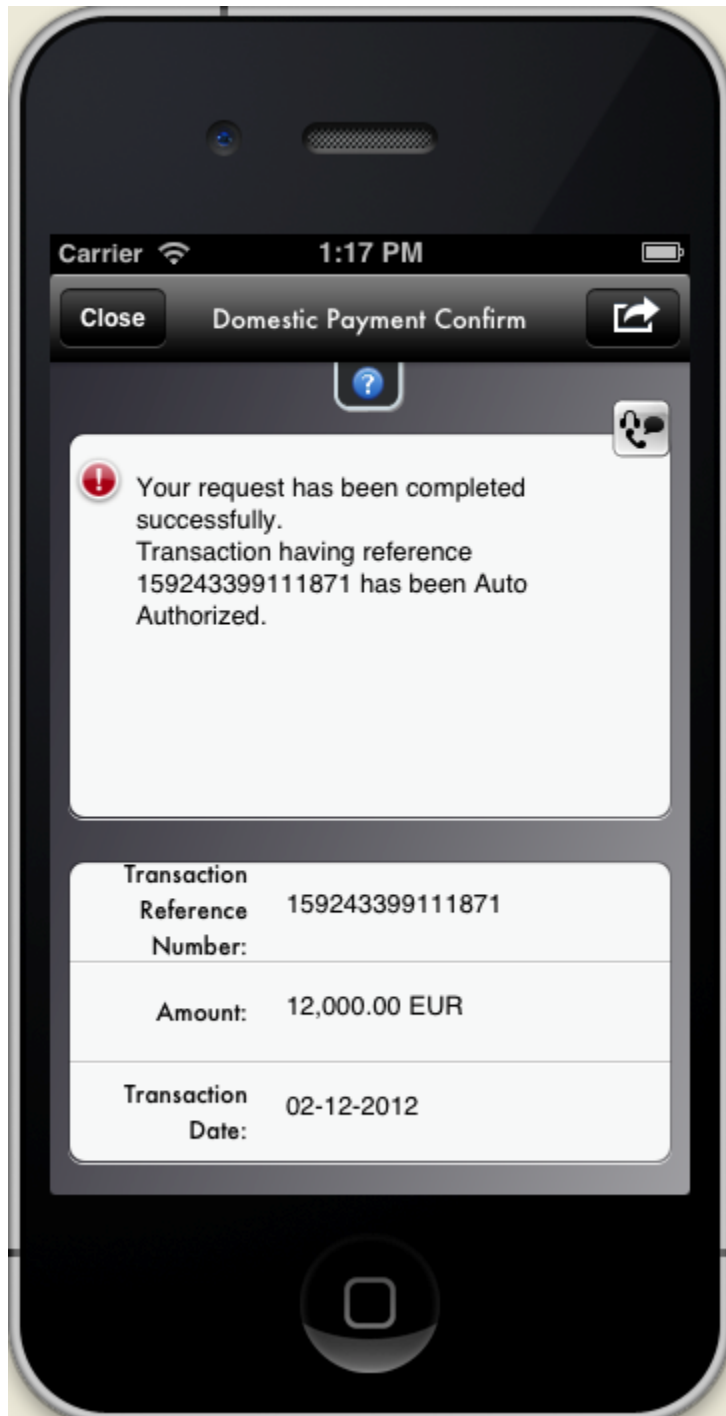 Carrier 1:17 PM
Close Domestic Payment Confirm
?
! Your request has been completed
successfully.
Transaction having reference
159243399111871 has been Auto
Authorized.
Transaction
Reference
Number:
159243399111871
Amount: 12,000.00 EUR
Transaction
Date:
02-12-2012